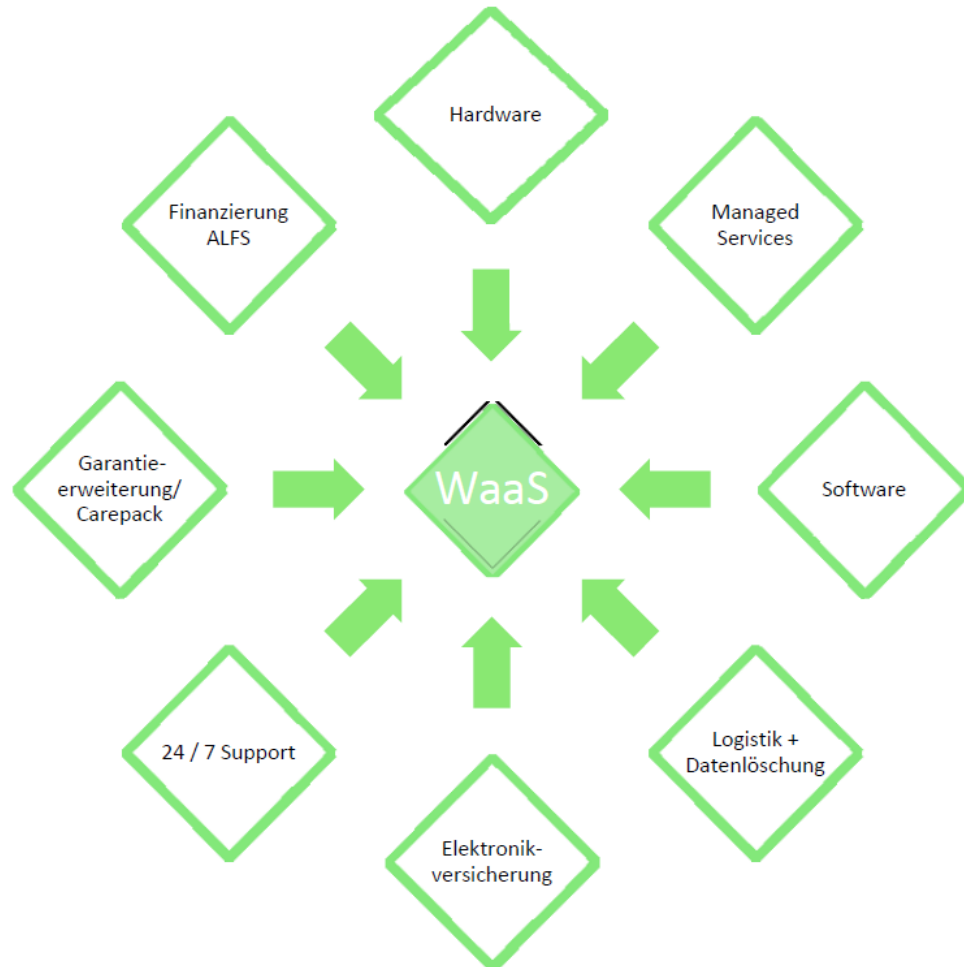 Hardware
Finanzierung
ALFS
Managed
Services
Garantie-
erweiterung/
Carepack
WaaS
Software
24 / 7 Support
Logistik +
Datenlöschung
Elektronik-
versicherung